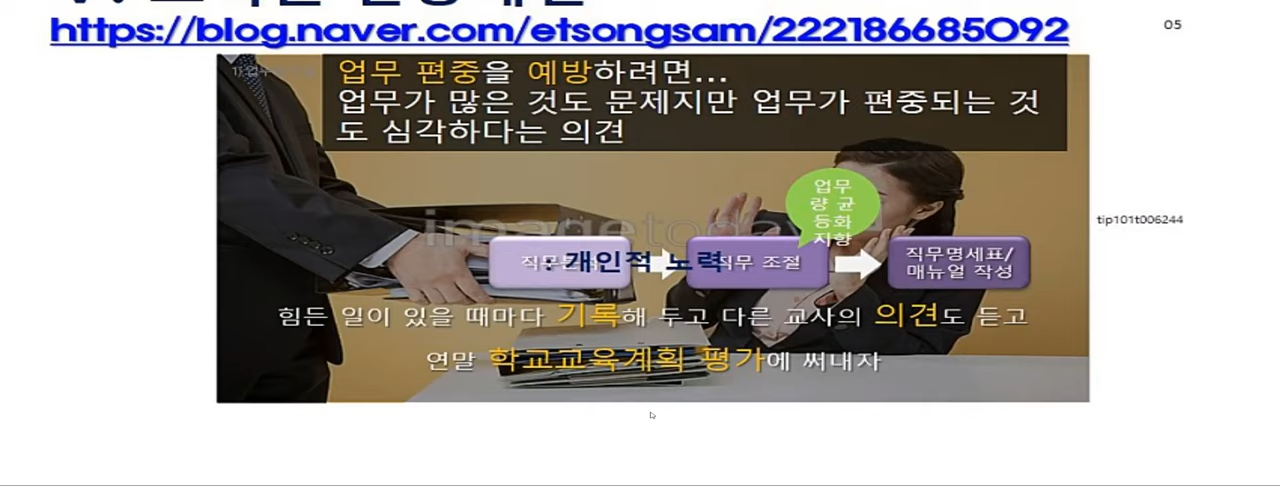 https://blog.naver.com/etsongsam/222186685092
05
업무 편중을 예방하려면...
업무가 많은 것도 문제지만 업무가 편중되는 것
도 심각하다는 의견
업무
량 균
등화
지향
tip101t006244
: 개인적 노력
직무 조절
직무명세표/
매뉴얼 작성
힘든 일이 있을 때마다 기록해 두고 다른 교사의 의견도 듣고
연말 학교교육계획 평가에 써내자